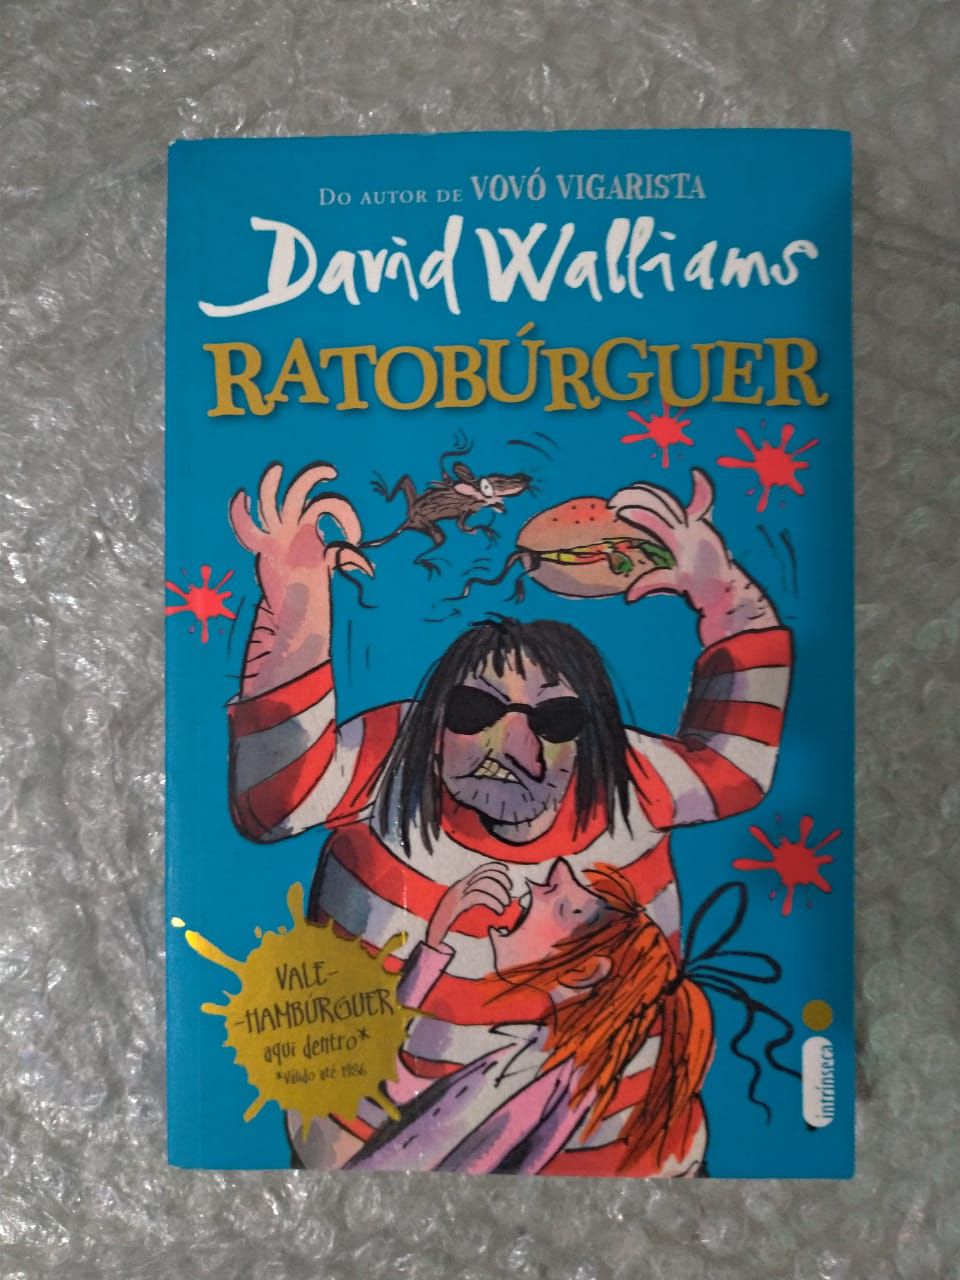 DO AUTOR DE VOVÓ VIGARISTA
David Walliams
RATOBÚRGUER
VALE-
-HAMBÚRGUER
aqui dentro*
*Válido até 1986
intrínseca